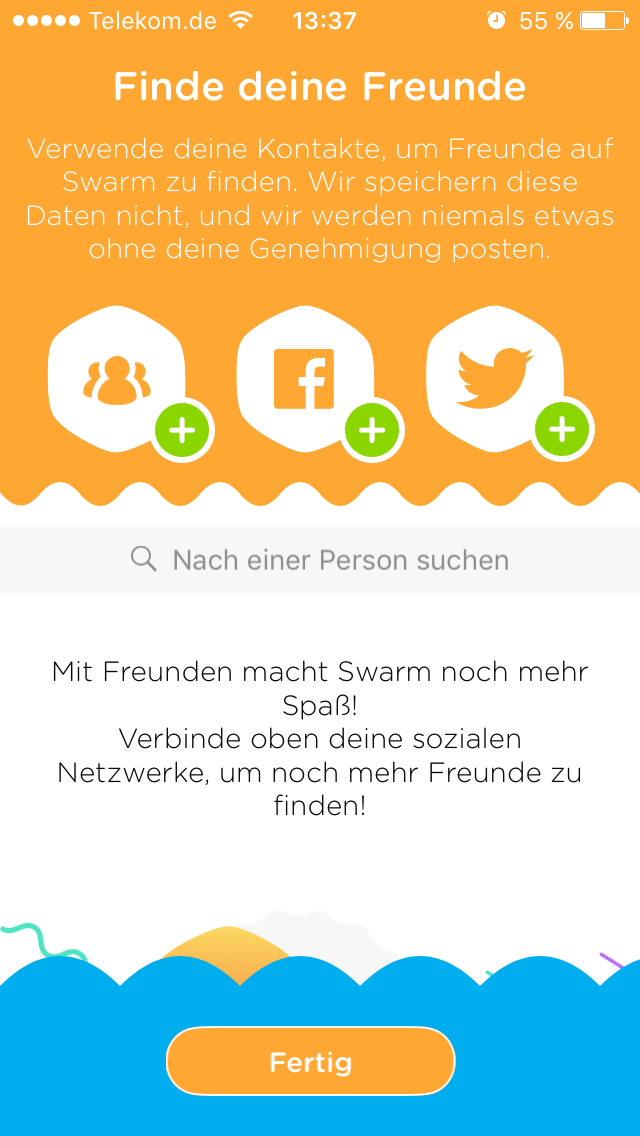 Telekom.de 13:37 55 %
Finde deine Freunde
Verwende deine Kontakte, um Freunde auf
Swarm zu finden. Wir speichern diese
Daten nicht, und wir werden niemals etwas
ohne deine Genehmigung posten.
Nach einer Person suchen
Mit Freunden macht Swarm noch mehr
Spaß!
Verbinde oben deine sozialen
Netzwerke, um noch mehr Freunde zu
finden!
Fertig